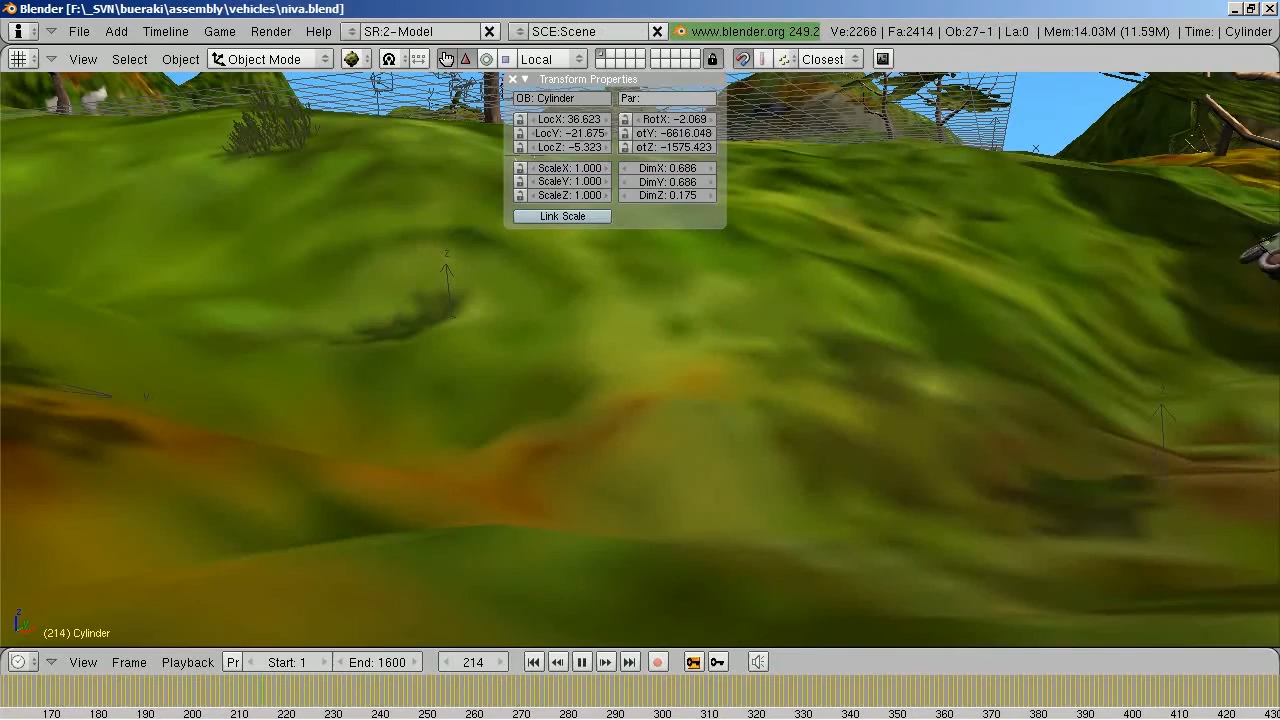 Blender [F:\_SVN\bueraki\assembly\vehicles\niva.blend]
File Add Timeline Game Render Help SR:2-Model SCE:Scene www.blender.org 249.2 Ve:2266 | Fa:2414 | Ob:27-1 | La:0 | Mem:14.03M (11.59M) | Time: | Cylinder
View Select Object Object Mode Local Closest
Transform Properties
OB: Cylinder Par:
LocX: 36.623 RotX: -2.069
LocY: -21.675 otY: -6616.048
LocZ: -5.323 otZ: -1575.423
ScaleX: 1.000 DimX: 0.686
ScaleY: 1.000 DimY: 0.686
ScaleZ: 1.000 DimZ: 0.175
Link Scale
z
z
y
z
(214) Cylinder
View Frame Playback Pr Start: 1 End: 1600 214
170 180 190 200 210 220 230 240 250 260 270 280 290 300 310 320 330 340 350 360 370 380 390 400 410 420 43